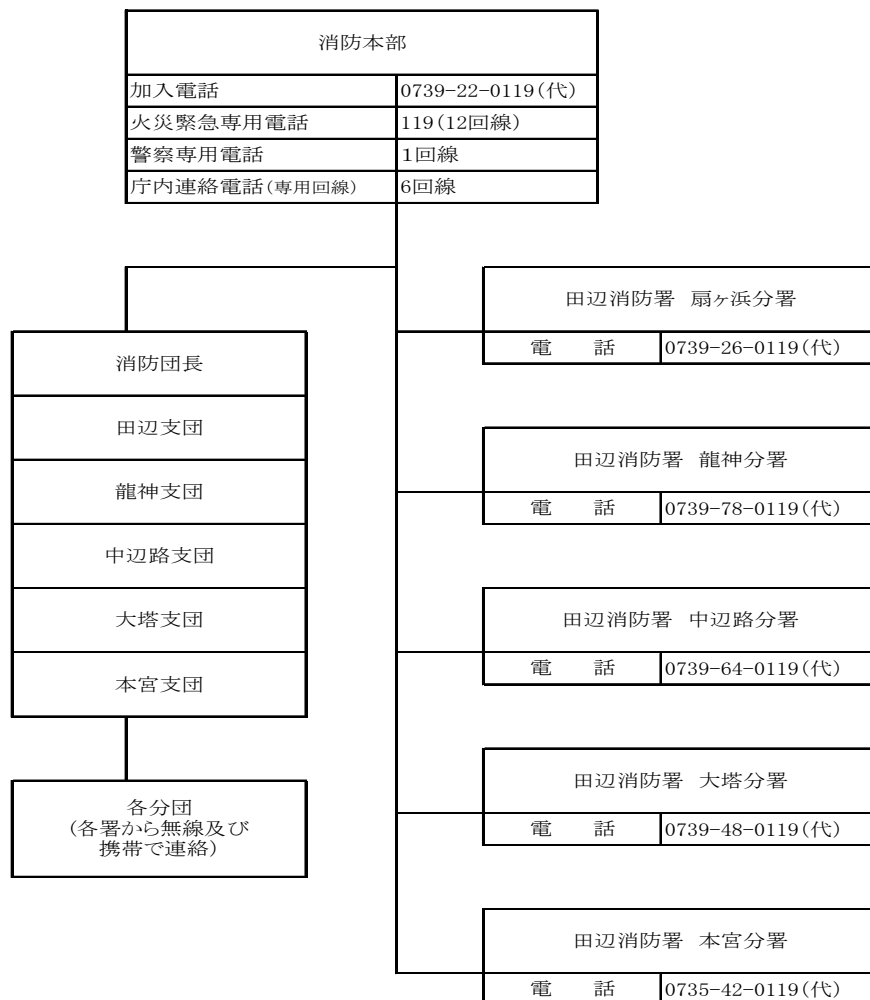 消防本部
加入電話 0739-22-0119(代)
火災緊急専用電話 119(12回線)
警察専用電話 1回線
庁内連絡電話(専用回線) 6回線
消防団長
田辺支団
龍神支団
中辺路支団
大塔支団
本宮支団
各分団
(各署から無線及び
携帯で連絡)
田辺消防署 扇ヶ浜分署
電 話 0739-26-0119(代)
田辺消防署 龍神分署
電 話 0739-78-0119(代)
田辺消防署 中辺路分署
電 話 0739-64-0119(代)
田辺消防署 大塔分署
電 話 0739-48-0119(代)
田辺消防署 本宮分署
電 話 0735-42-0119(代)